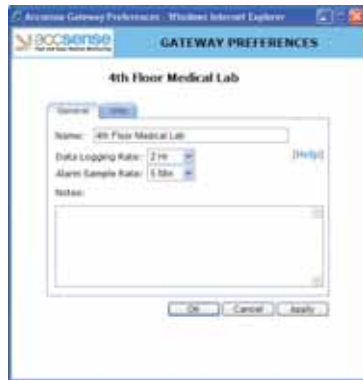 Accsense Gateway Preferences - Windows Internet Explorer
accsense
GATEWAY PREFERENCES
4th Floor Medical Lab
General
Name: 4th Floor Medical Lab
Data Logging Rate: 2 Hr [Help]
Alarm Sample Rate: 5 Min
Notes:
OK Cancel Apply